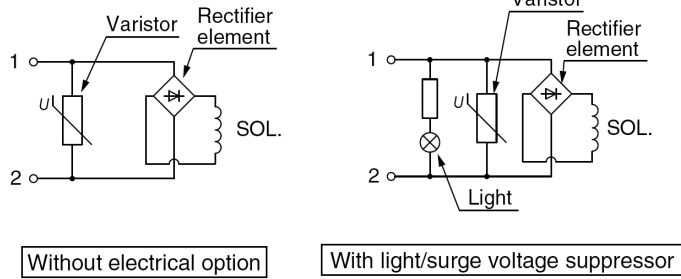 Varistor
Rectifier
element
1
U
SOL.
2
Without electrical option
Varistor
Rectifier
element
1
U
SOL.
2
Light
With light/surge voltage suppressor